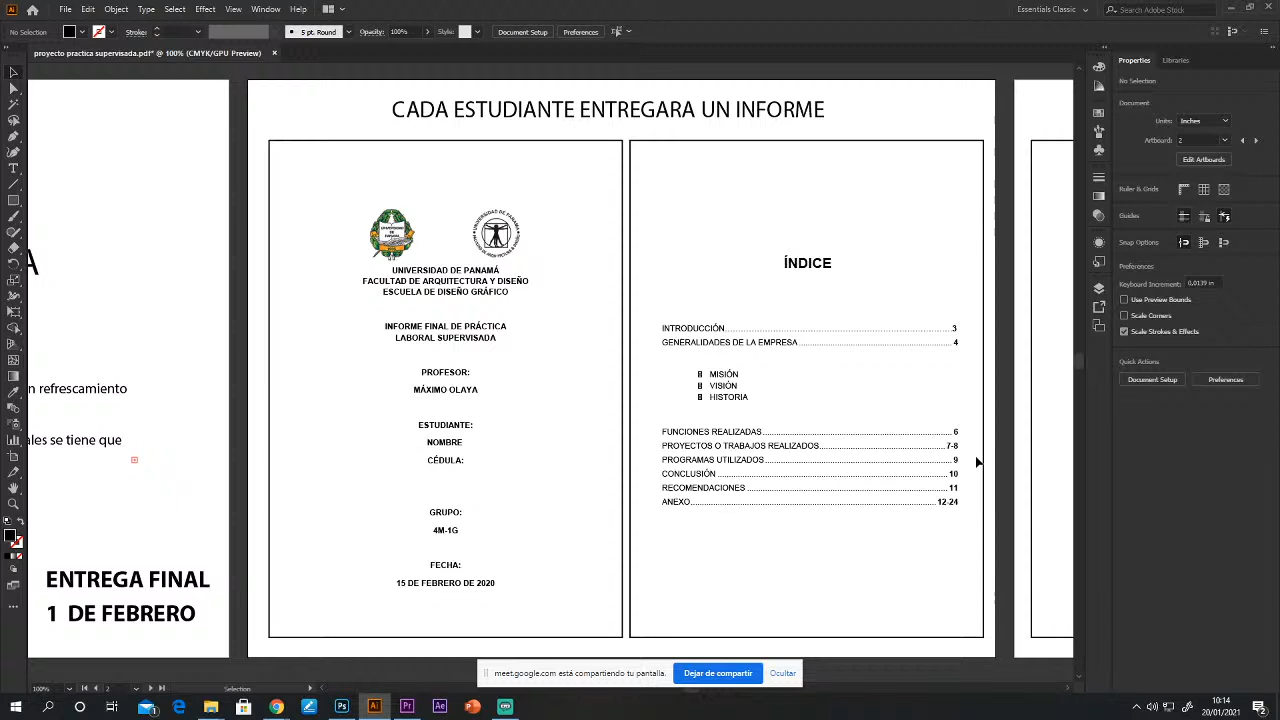 File Edit Object Type Select Effect View Window Help
Essentials Classic
Search Adobe Stock
No Selection
Stroke:
5 pt. Round
Opacity: 100%
Style:
Document Setup
Preferences
proyecto practica supervisada.pdf* @ 100% (CMYK/GPU Preview)
A
n refrescamiento
ales se tiene que
ENTREGA FINAL
1 DE FEBRERO
CADA ESTUDIANTE ENTREGARA UN INFORME
UNIVERSIDAD DE PANAMÁ
FACULTAD DE ARQUITECTURA Y DISEÑO
ESCUELA DE DISEÑO GRÁFICO
INFORME FINAL DE PRÁCTICA
LABORAL SUPERVISADA
PROFESOR:
MÁXIMO OLAYA
ESTUDIANTE:
NOMBRE
CÉDULA:
GRUPO:
4M-1G
FECHA:
15 DE FEBRERO DE 2020
ÍNDICE
INTRODUCCIÓN 3
GENERALIDADES DE LA EMPRESA 4
MISIÓN
VISIÓN
HISTORIA
FUNCIONES REALIZADAS 6
PROYECTOS O TRABAJOS REALIZADOS 7-8
PROGRAMAS UTILIZADOS 9
CONCLUSIÓN 10
RECOMENDACIONES 11
ANEXO 12-24
Properties Libraries
No Selection
Document:
Units: Inches
Artboard: 2
Edit Artboards
Ruler & Grids
Guides
Snap Options
Preferences
Keyboard Increment: 0,0139 in
Use Preview Bounds
Scale Corners
Scale Strokes & Effects
Quick Actions
Document Setup
Preferences
meet.google.com está compartiendo tu pantalla.
Dejar de compartir
Ocultar
100%
2
Selection
10:14
20/01/2021